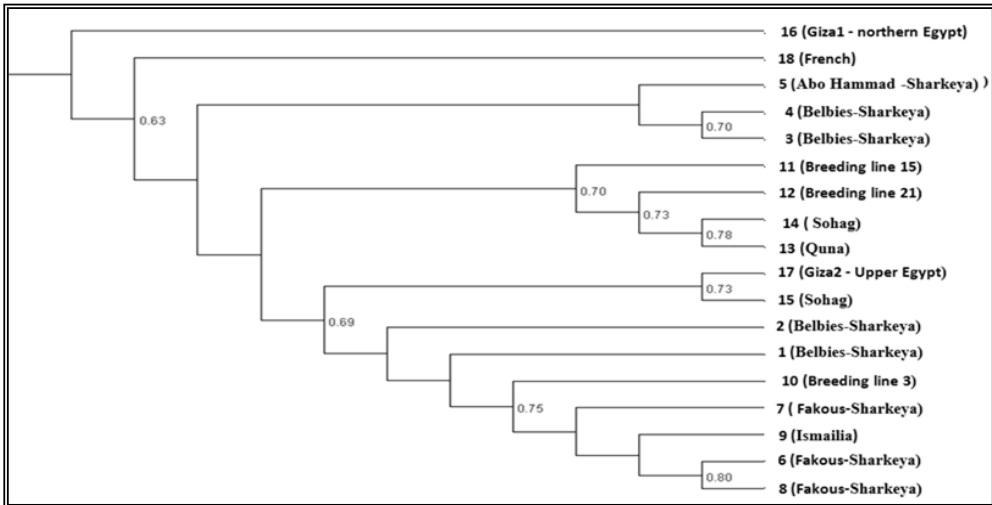 16 (Giza1 - northern Egypt)
18 (French)
5 (Abo Hammad -Sharkeya) )
0.63
4 (Belbies-Sharkeya)
0.70
3 (Belbies-Sharkeya)
11 (Breeding line 15)
0.70
12 (Breeding line 21)
0.73
14 ( Sohag)
0.78
13 (Quna)
17 (Giza2 - Upper Egypt)
0.73
15 (Sohag)
0.69
2 (Belbies-Sharkeya)
1 (Belbies-Sharkeya)
10 (Breeding line 3)
0.75
7 ( Fakous-Sharkeya)
9 (Ismailia)
6 (Fakous-Sharkeya)
0.80
8 (Fakous-Sharkeya)